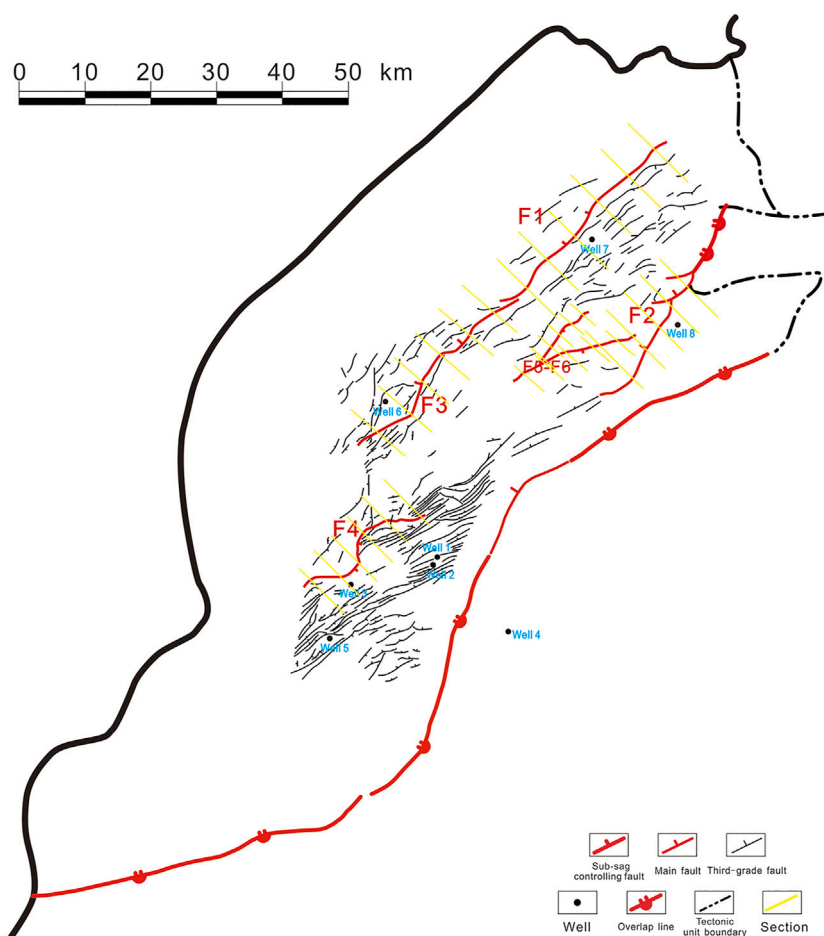 0 10 20 30 40 50 km
F1
Well 7
F2
Well 8
F5-F6
Well 6
F3
F4
Well 1
Well 2
Well 3
Well 4
Well 5
Sub-sag
controlling fault
Main fault
Third-grade fault
Well
Overlap line
Tectonic
unit boundary
Section